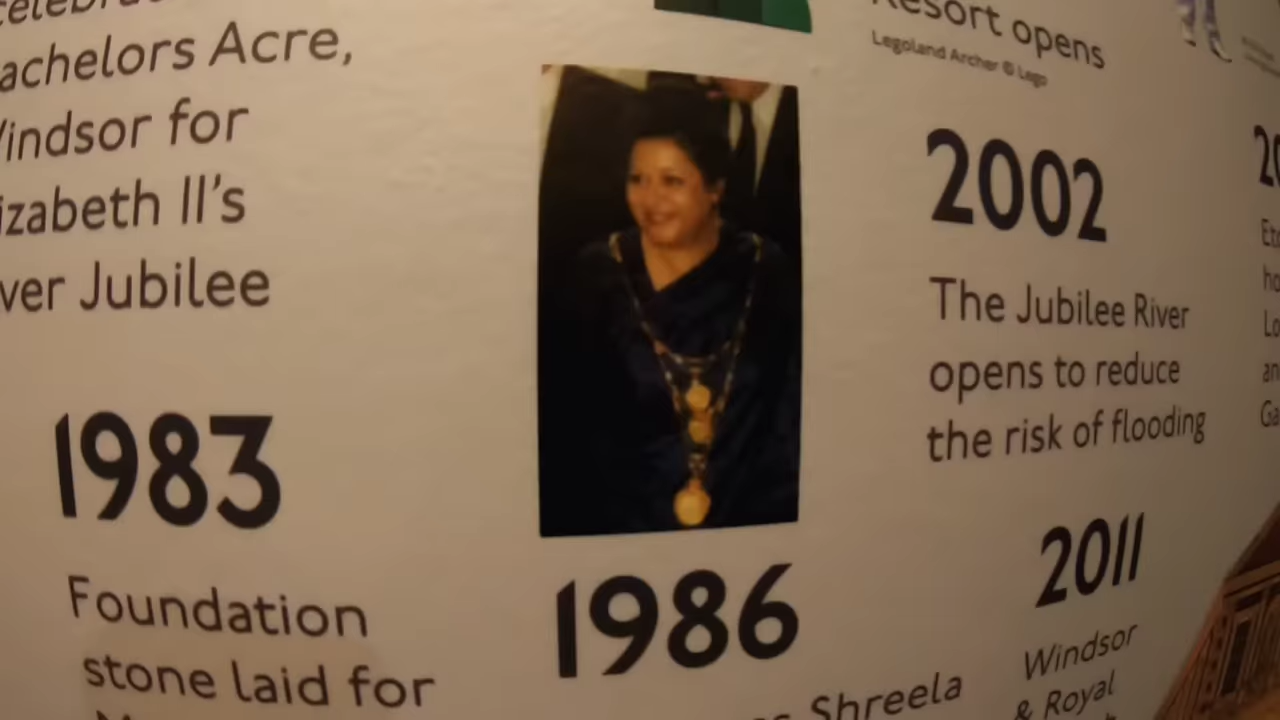 achelors Acre,
indsor for
izabeth II's
ver Jubilee
1983
Foundation
stone laid for
1986
Shreela
Resort opens
Legoland Archer © Lego
2002
The Jubilee River
opens to reduce
the risk of flooding
2011
Windsor
& Royal